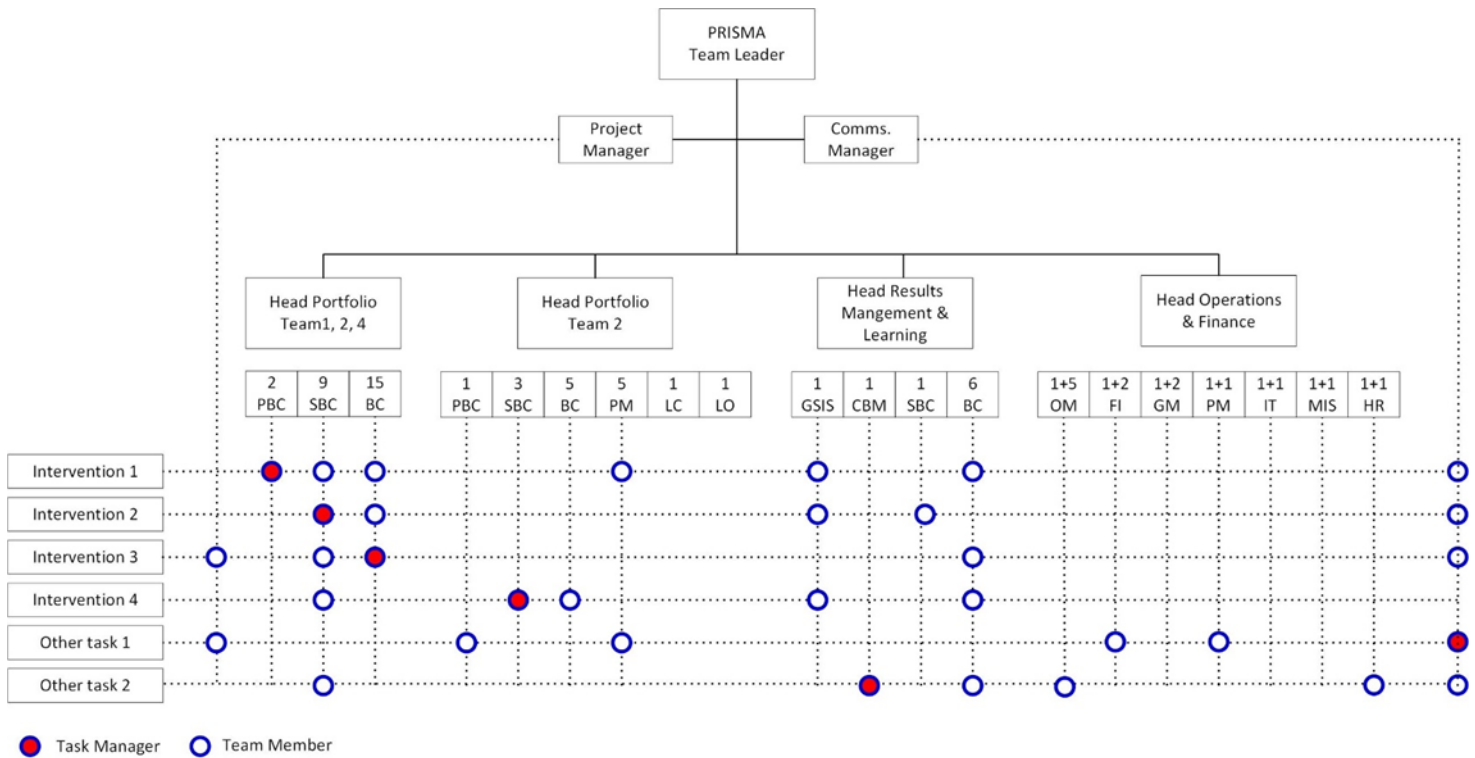 PRISMA
Team Leader
Project
Manager
Comms.
Manager
Head Portfolio
Team1, 2, 4
Head Portfolio
Team 2
Head Results
Mangement &
Learning
Head Operations
& Finance
2 9 15 1 3 5 5 1 1 1 1 1 6 1+5 1+2 1+2 1+1 1+1 1+1 1+1
PBC SBC BC PBC SBC BC PM LC LO GSIS CBM SBC BC OM FI GM PM IT MIS HR
Intervention 1
Intervention 2
Intervention 3
Intervention 4
Other task 1
Other task 2
Task Manager Team Member